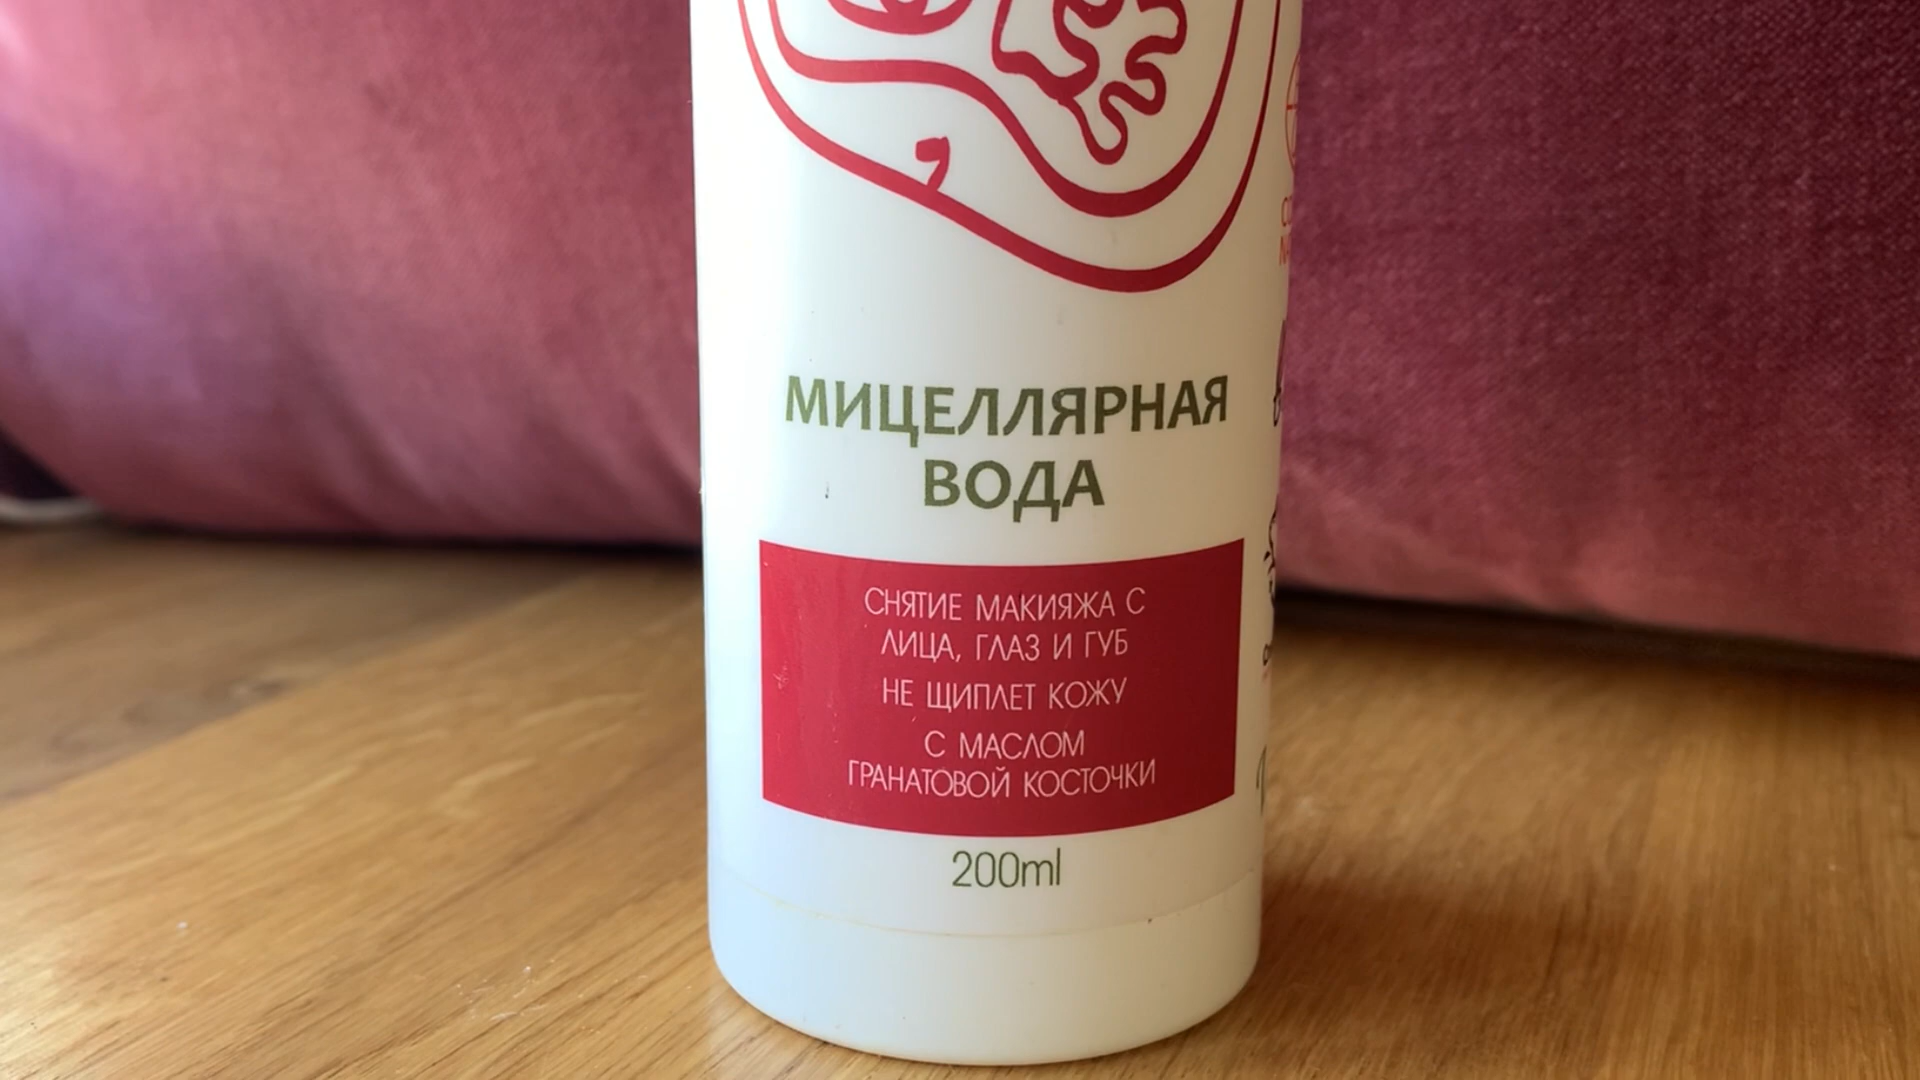 МИЦЕЛЛЯРНАЯ
ВОДА
СНЯТИЕ МАКИЯЖА С
ЛИЦА, ГЛАЗ И ГУБ
НЕ ЩИПЛЕТ КОЖУ
С МАСЛОМ
ГРАНАТОВОЙ КОСТОЧКИ
200ml